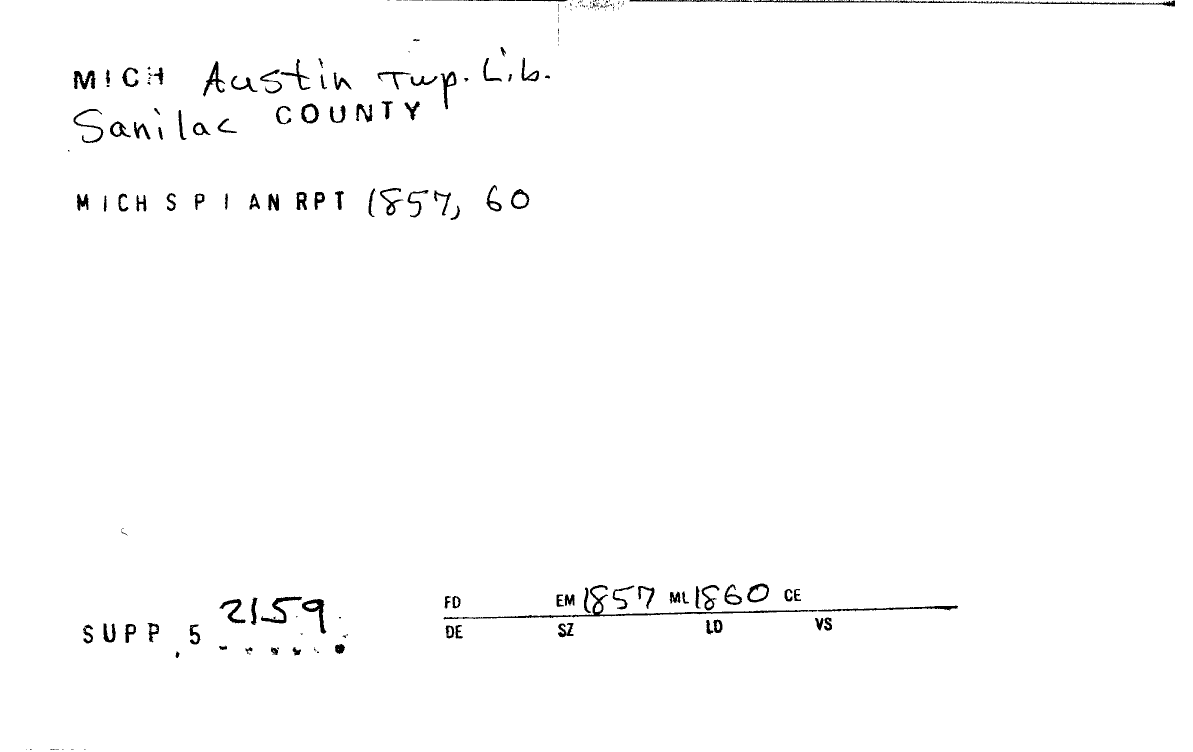 MICH Austin Twp. Lib.
Sanilac COUNTY
MICH S P I AN RPT 1857, 60
SUPP. 5 2159
FD EM 1857 ML 1860 CE
DE SZ LD VS